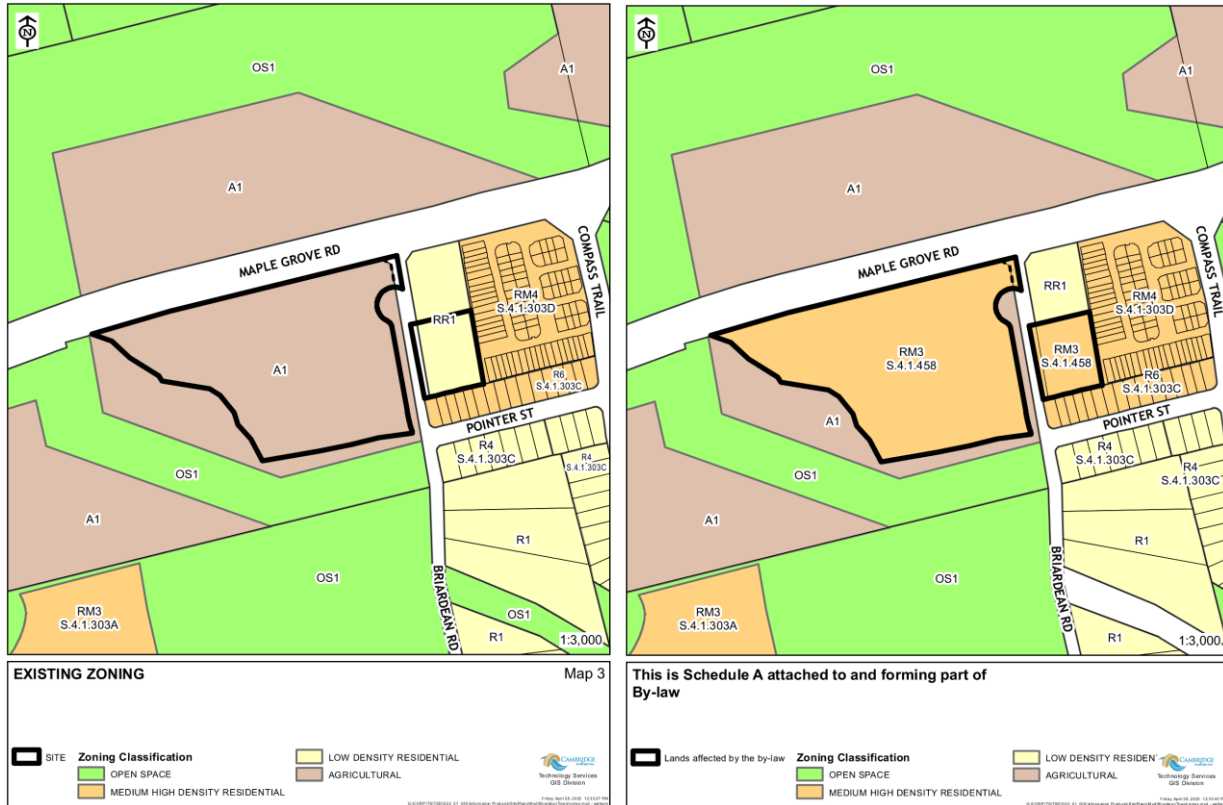 N
OS1
A1
A1
MAPLE GROVE RD
COMPASS TRAIL
RM4
S.4.1.303D
RR1
A1
R6
S.4.1.303C
POINTER ST
R4
S.4.1.303C
R4
S.4.1.303C
OS1
A1
R1
OS1
BRIARDEAN RD
RM3
S.4.1.303A
OS1
R1
1:3,000
EXISTING ZONING
Map 3
SITE
Zoning Classification
OPEN SPACE
MEDIUM HIGH DENSITY RESIDENTIAL
LOW DENSITY RESIDENTIAL
AGRICULTURAL
CAMBRIDGE
Technology Services
GIS Division
N
OS1
A1
A1
MAPLE GROVE RD
COMPASS TRAIL
RR1
RM4
S.4.1.303D
RM3
S.4.1.458
RM3
S.4.1.458
R6
S.4.1.303C
A1
POINTER ST
R4
S.4.1.303C
R4
S.4.1.303C
OS1
A1
R1
OS1
BRIARDEAN RD
RM3
S.4.1.303A
R1
1:3,000.
This is Schedule A attached to and forming part of
By-law
Lands affected by the by-law
Zoning Classification
OPEN SPACE
MEDIUM HIGH DENSITY RESIDENTIAL
LOW DENSITY RESIDEN
AGRICULTURAL
CAMBRIDGE
Technology Services
GIS Division